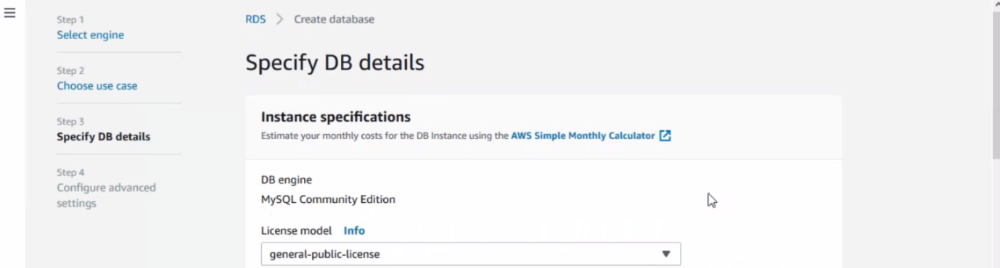 Step 1
Select engine
Step 2
Choose use case
Step 3
Specify DB details
Step 4
Configure advanced
settings
RDS > Create database
Specify DB details
Instance specifications
Estimate your monthly costs for the DB Instance using the AWS Simple Monthly Calculator
DB engine
MySQL Community Edition
License model Info
general-public-license